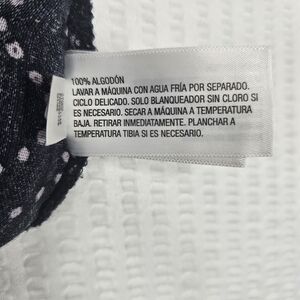 100% ALGODÓN
LAVAR A MÁQUINA CON AGUA FRÍA POR SEPARADO.
CICLO DELICADO. SOLO BLANQUEADOR SIN CLORO SI
ES NECESARIO. SECAR A MÁQUINA A TEMPERATURA
BAJA. RETIRAR INMEDIATAMENTE. PLANCHAR A
TEMPERATURA TIBIA SI ES NECESARIO.